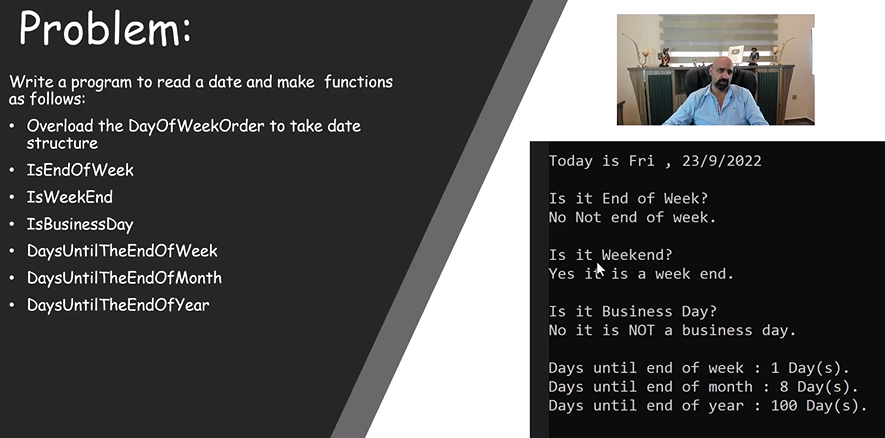 Problem:
Write a program to read a date and make functions
as follows:
• Overload the DayOfWeekOrder to take date
structure
• IsEndOfWeek
• IsWeekEnd
• IsBusinessDay
• DaysUntilTheEndOfWeek
• DaysUntilTheEndOfMonth
• DaysUntilTheEndOfYear
Today is Fri , 23/9/2022
Is it End of Week?
No Not end of week.
Is it Weekend?
Yes it is a week end.
Is it Business Day?
No it is NOT a business day.
Days until end of week : 1 Day(s).
Days until end of month : 8 Day(s).
Days until end of year : 100 Day(s).